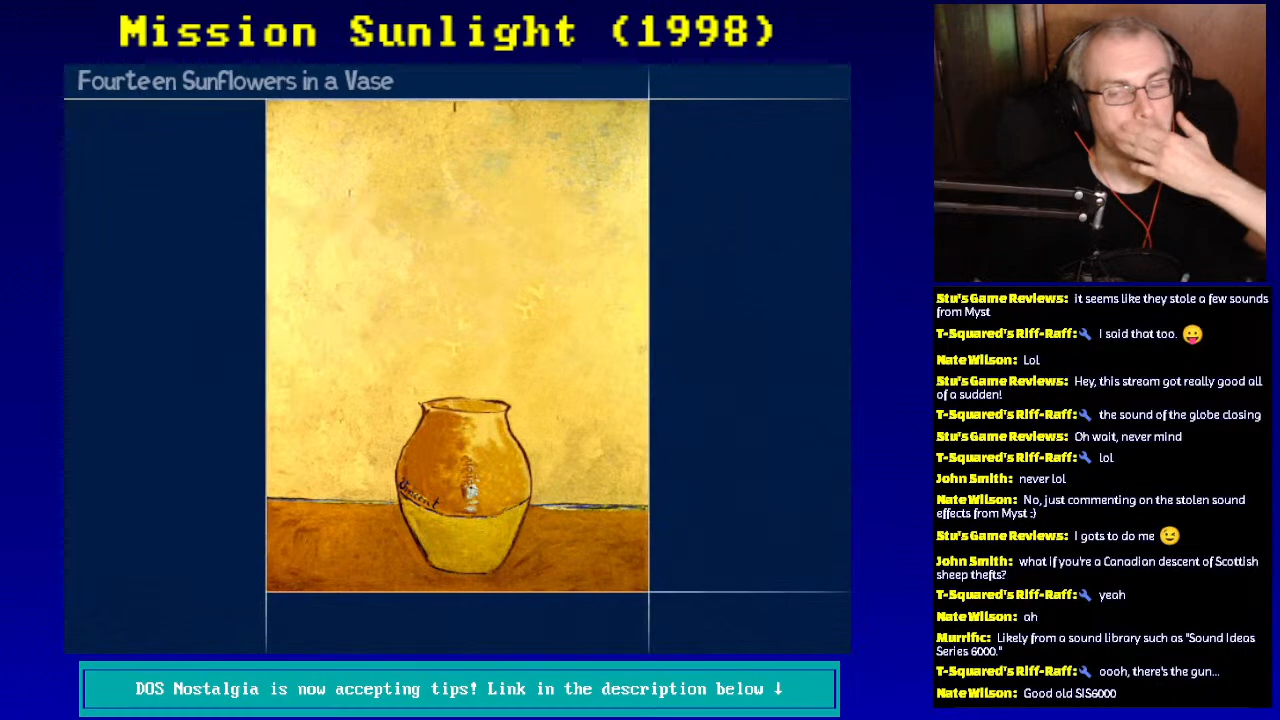 Mission Sunlight (1998)
Fourteen Sunflowers in a Vase
Vincent
DOS Nostalgia is now accepting tips! Link in the description below ↓
Stu's Game Reviews: It seems like they stole a few sounds
from Myst
T-Squared's Riff-Raff:🔧 I said that too. 😛
Nate Wilson: Lol
Stu's Game Reviews: Hey, this stream got really good all
of a sudden!
T-Squared's Riff-Raff:🔧 the sound of the globe closing
Stu's Game Reviews: Oh wait, never mind
T-Squared's Riff-Raff:🔧 lol
John Smith: never lol
Nate Wilson: No, just commenting on the stolen sound
effects from Myst :)
Stu's Game Reviews: I gots to do me 😉
John Smith: what if you're a Canadian descent of Scottish
sheep thefts?
T-Squared's Riff-Raff:🔧 yeah
Nate Wilson: ah
Murrific: Likely from a sound library such as "Sound Ideas
Series 6000."
T-Squared's Riff-Raff:🔧 oooh, there's the gun...
Nate Wilson: Good old SIS6000